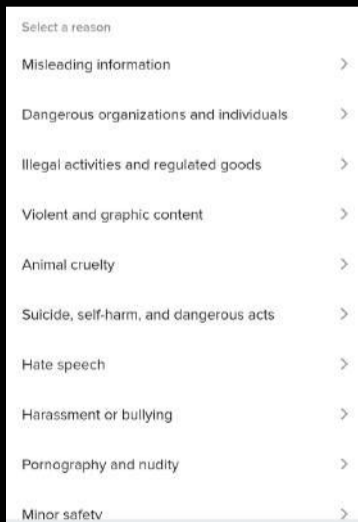 Select a reason
Misleading information
Dangerous organizations and individuals
Illegal activities and regulated goods
Violent and graphic content
Animal cruelty
Suicide, self-harm, and dangerous acts
Hate speech
Harassment or bullying
Pornography and nudity
Minor safety